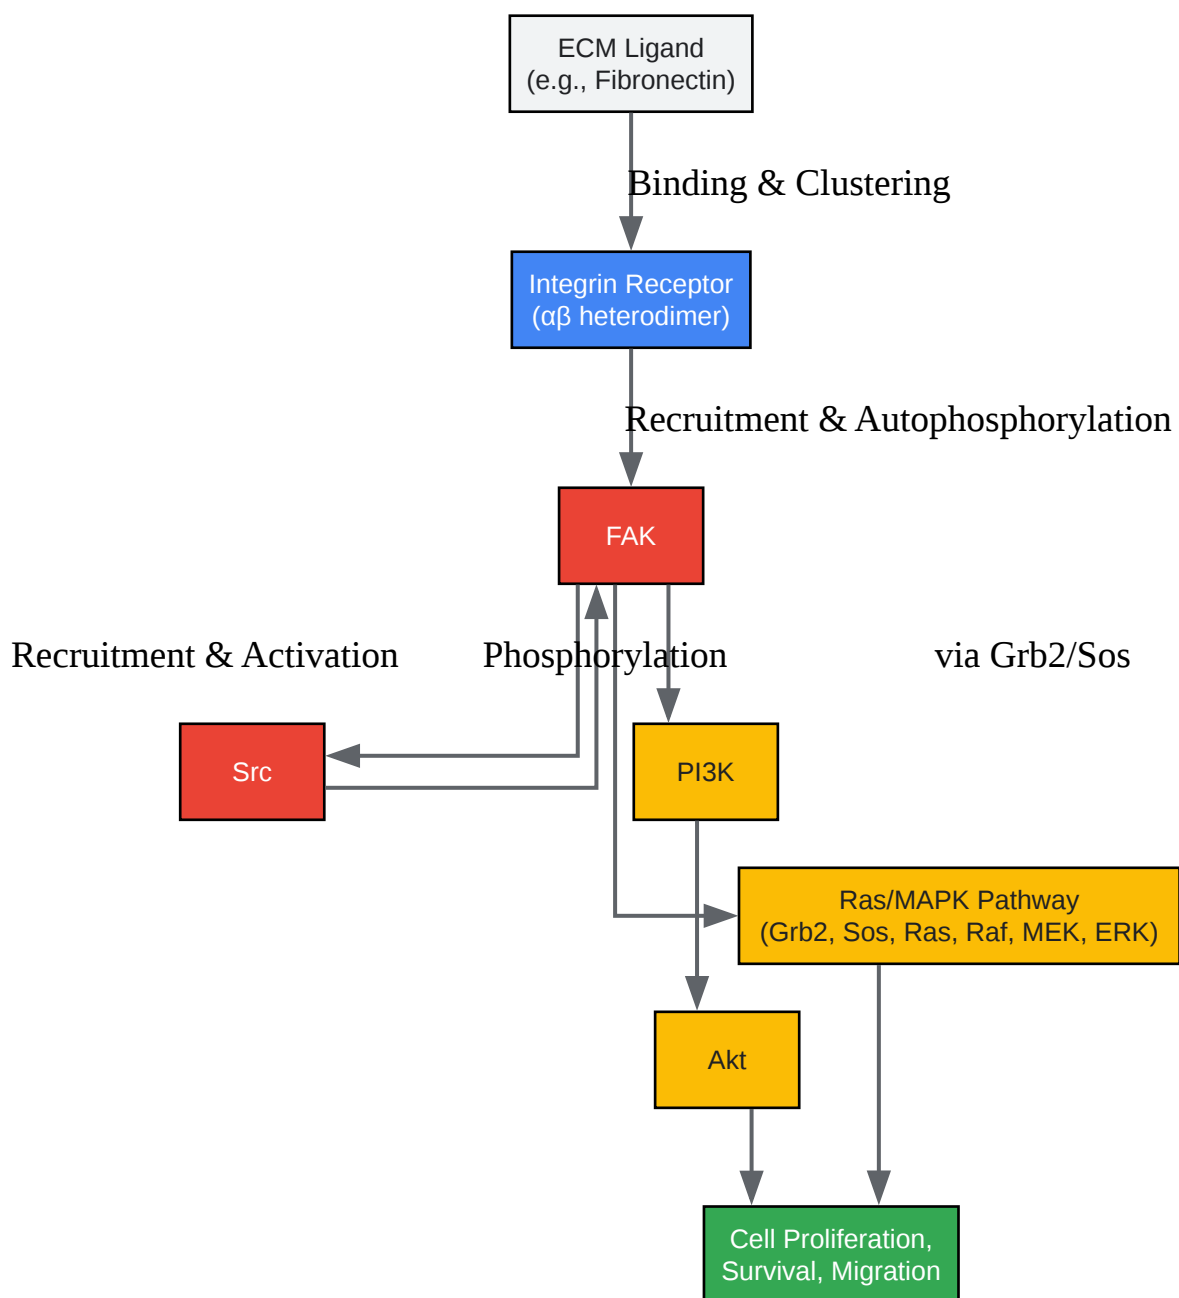 ECM Ligand
(e.g., Fibronectin)
Binding & Clustering
Integrin Receptor
(αβ heterodimer)
Recruitment & Autophosphorylation
FAK
Recruitment & Activation
Phosphorylation
via Grb2/Sos
Src
PI3K
Ras/MAPK Pathway
(Grb2, Sos, Ras, Raf, MEK, ERK)
Akt
Cell Proliferation,
Survival, Migration